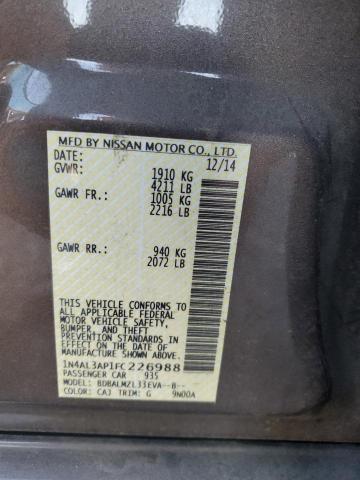 MFD BY NISSAN MOTOR CO., LTD.
DATE: 12/14
GVWR: 1910 KG
4211 LB
GAWR FR: 1005 KG
2216 LB
GAWR RR: 940 KG
2072 LB
THIS VEHICLE CONFORMS TO
ALL APPLICABLE FEDERAL
MOTOR VEHICLE SAFETY,
BUMPER, AND THEFT
PREVENTION STANDARDS IN
EFFECT ON THE DATE OF
MANUFACTURE SHOWN ABOVE.
1N4AL3AP1FC226988
PASSENGER CAR 935
MODEL: BDBALMZL33EVA--B--
COLOR: CAJ TRIM: G 9N00A